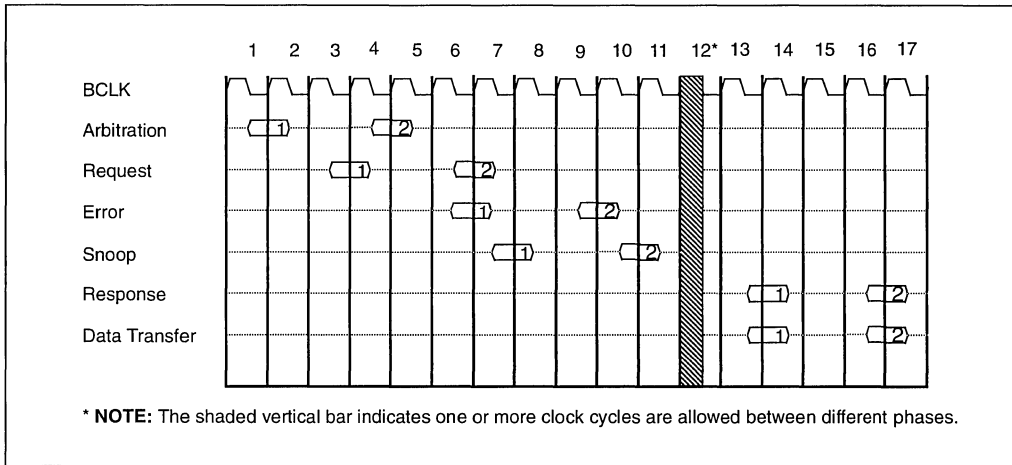 1 2 3 4 5 6 7 8 9 10 11 12* 13 14 15 16 17
BCLK
Arbitration 1 2
Request 1 2
Error 1 2
Snoop 1 2
Response 1 2
Data Transfer 1 2
* NOTE: The shaded vertical bar indicates one or more clock cycles are allowed between different phases.